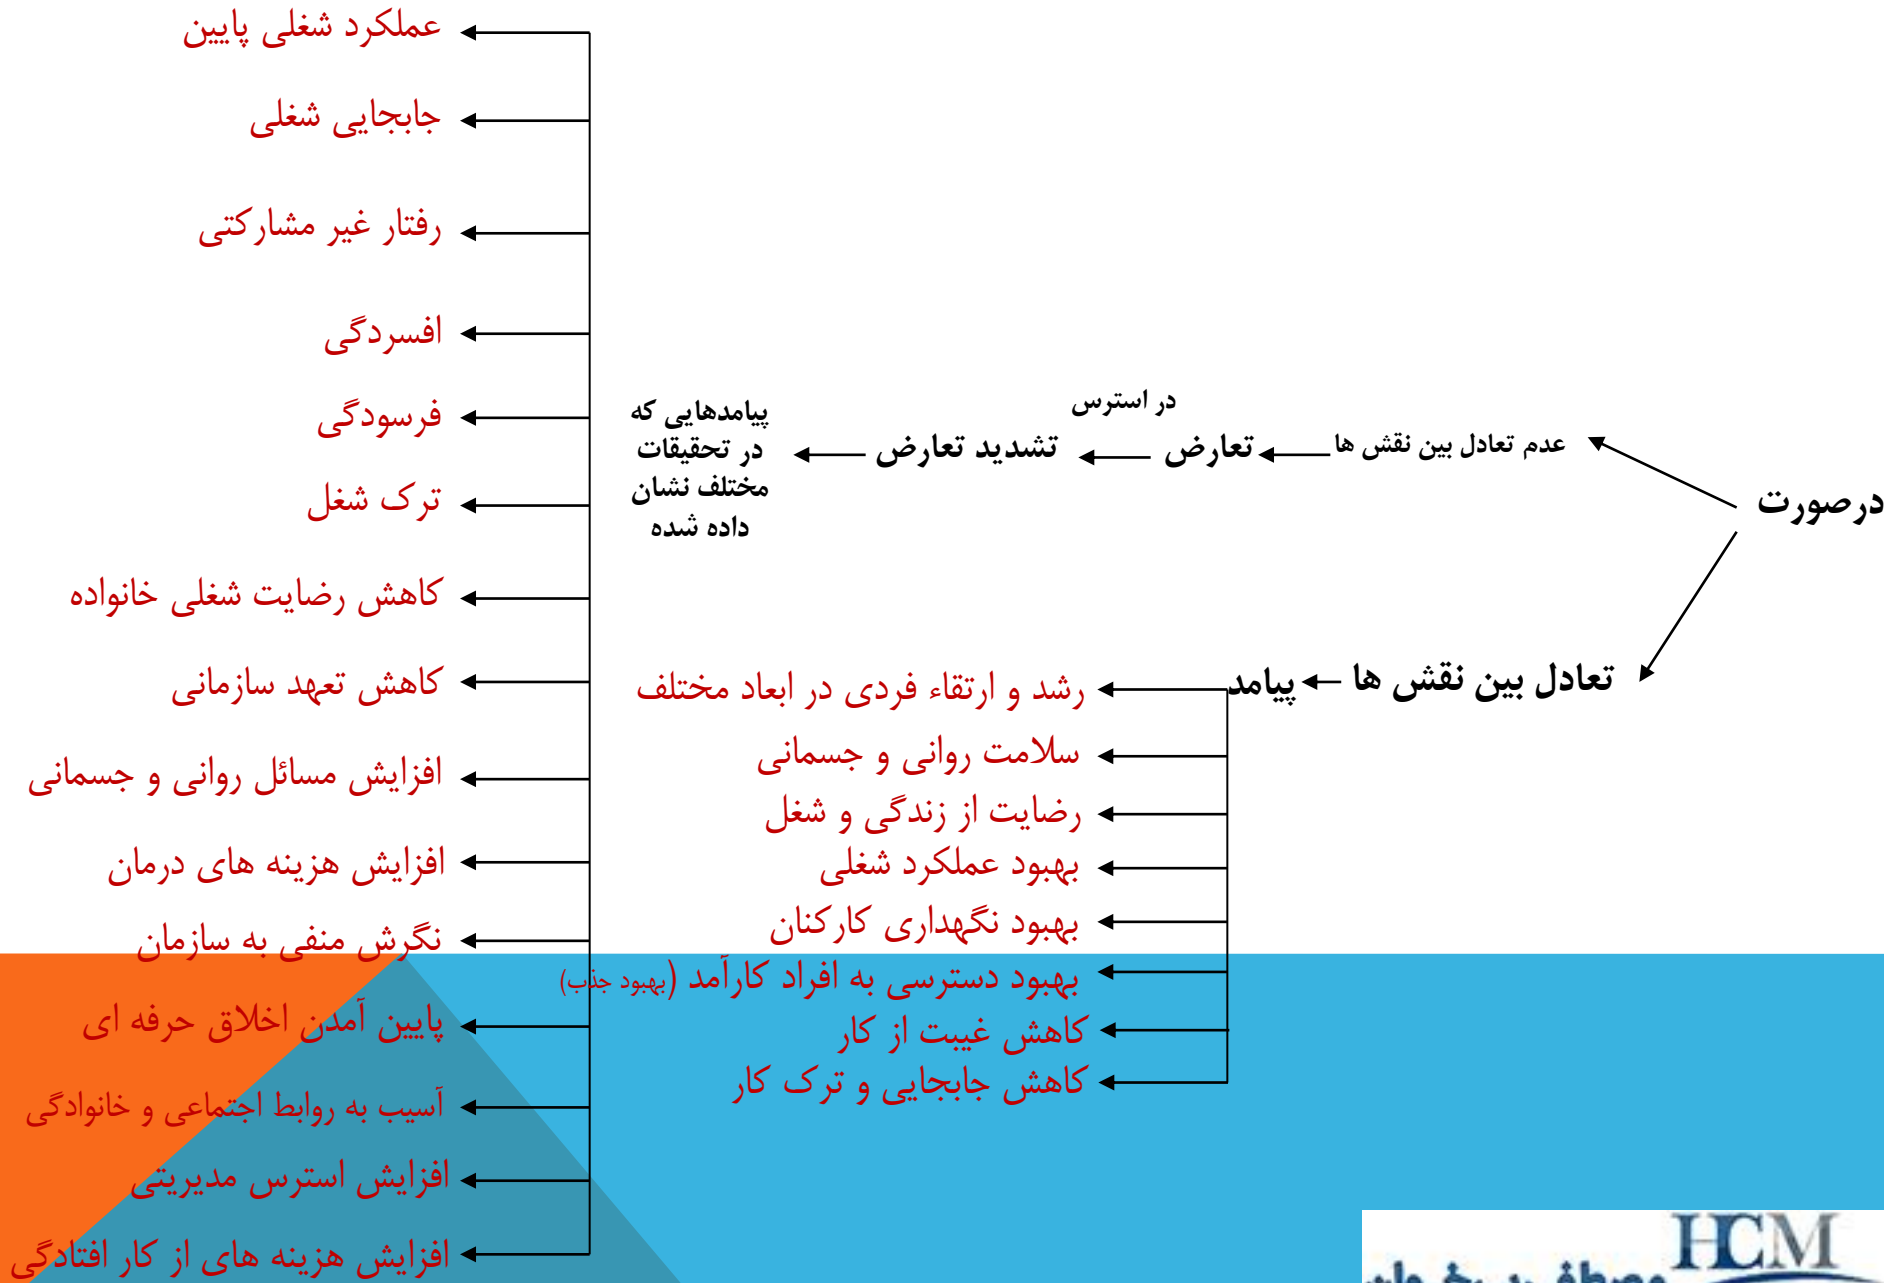 درصورت
عدم تعادل بین نقش ها
تعارض
در استرس
تشدید تعارض
پیامدهایی که
در تحقیقات
مختلف نشان
داده شده
عملکرد شغلی پایین
جابجایی شغلی
رفتار غیر مشارکتی
افسردگی
فرسودگی
ترک شغل
کاهش رضایت شغلی خانواده
کاهش تعهد سازمانی
افزایش مسائل روانی و جسمانی
افزایش هزینه های درمان
نگرش منفی به سازمان
پایین آمدن اخلاق حرفه ای
آسیب به روابط اجتماعی و خانوادگی
افزایش استرس مدیریتی
افزایش هزینه های از کار افتادگی
تعادل بین نقش ها
پیامد
رشد و ارتقاء فردی در ابعاد مختلف
سلامت روانی و جسمانی
رضایت از زندگی و شغل
بهبود عملکرد شغلی
بهبود نگهداری کارکنان
بهبود دسترسی به افراد کارآمد (بهبود جذب)
کاهش غیبت از کار
کاهش جابجایی و ترک کار
HCM